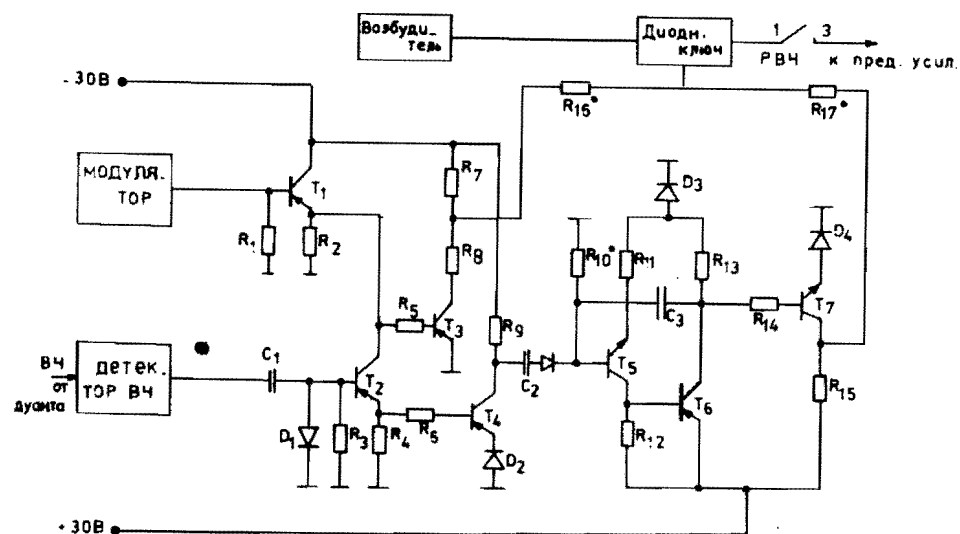 Возбуди_
тель
Диодн.
ключ
1
3
РВЧ
к пред. усил.
- 30В
R16*
R17*
МОДУЛЯ.
ТОР
T1
R1
R2
R7
R8
R5
T3
R9
D3
R10*
R11
R13
D4
C3
R14
T7
ВЧ
от
дуанта
детек.
ТОР ВЧ
C1
T2
D1
R3
R4
R6
T4
C2
D2
T5
T6
R12
R15
+ 30В